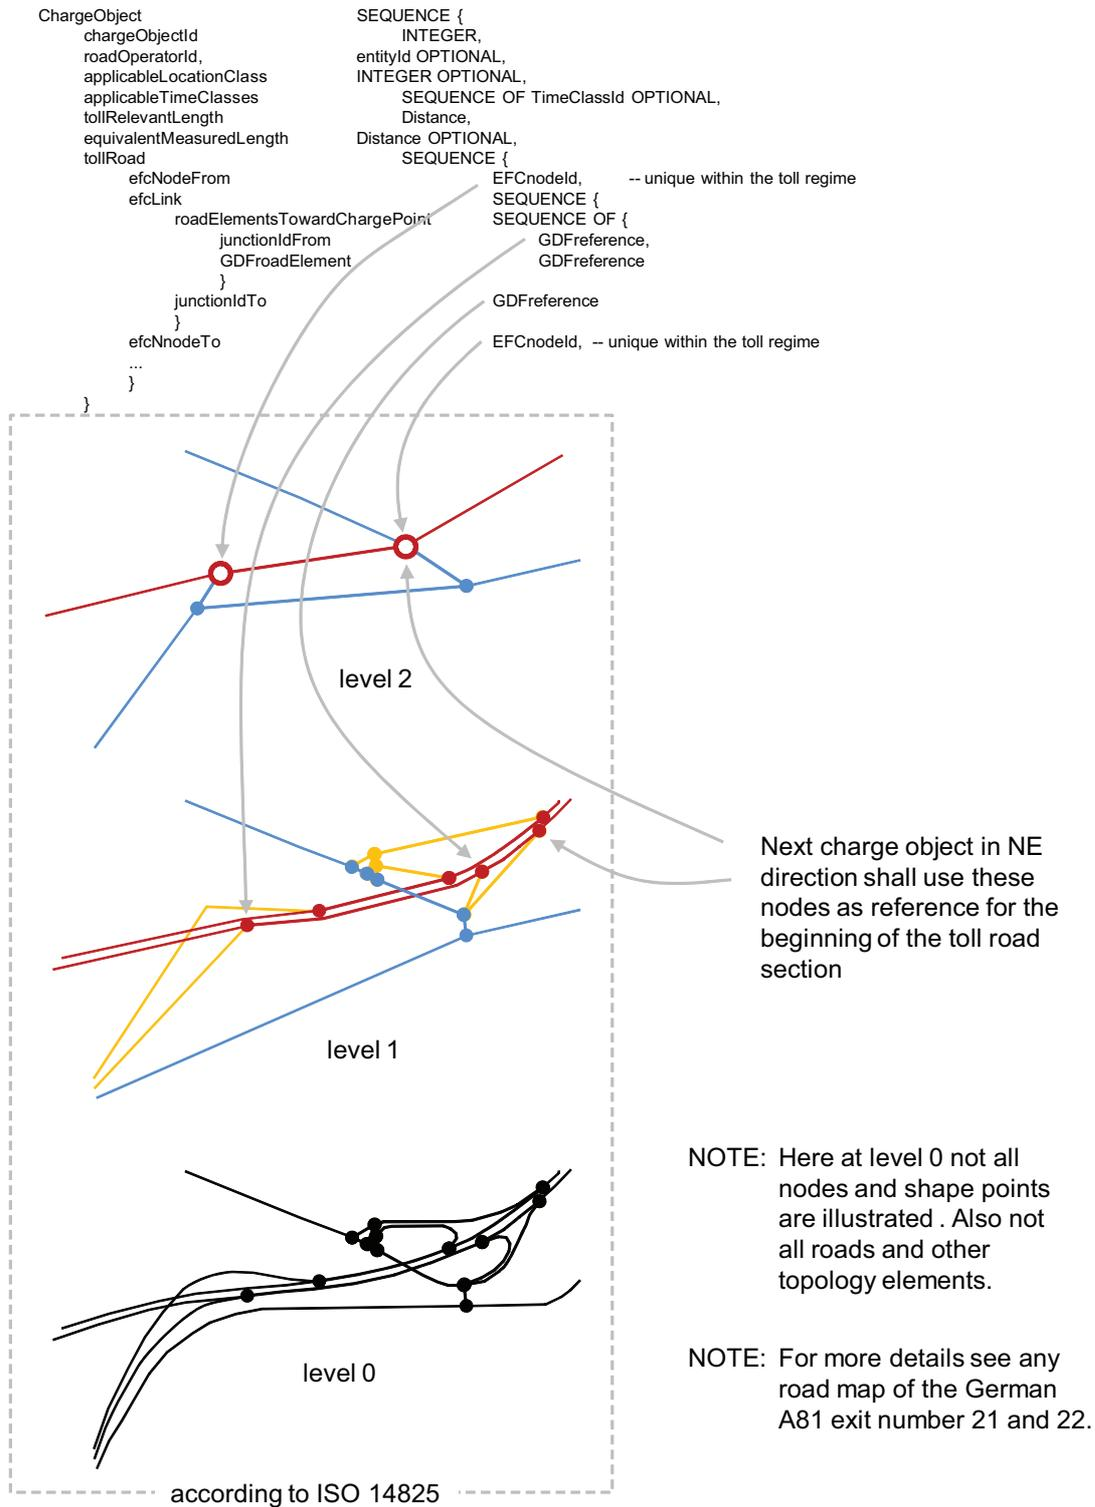 ChargeObject SEQUENCE {
chargeObjectId INTEGER,
roadOperatorId, entityId OPTIONAL,
applicableLocationClass INTEGER OPTIONAL,
applicableTimeClasses SEQUENCE OF TimeClassId OPTIONAL,
tollRelevantLength Distance,
equivalentMeasuredLength Distance OPTIONAL,
tollRoad SEQUENCE {
efcNodeFrom EFCnodeId, -- unique within the toll regime
efcLink SEQUENCE {
roadElementsTowardChargePoint SEQUENCE OF {
junctionIdFrom GDFreference,
GDFroadElement GDFreference
}
junctionIdTo GDFreference
}
efcNnodeTo EFCnodeId, -- unique within the toll regime
...
}
}
level 2
Next charge object in NE
direction shall use these
nodes as reference for the
beginning of the toll road
section
level 1
NOTE: Here at level 0 not all
nodes and shape points
are illustrated . Also not
all roads and other
topology elements.
level 0
NOTE: For more details see any
road map of the German
A81 exit number 21 and 22.
according to ISO 14825